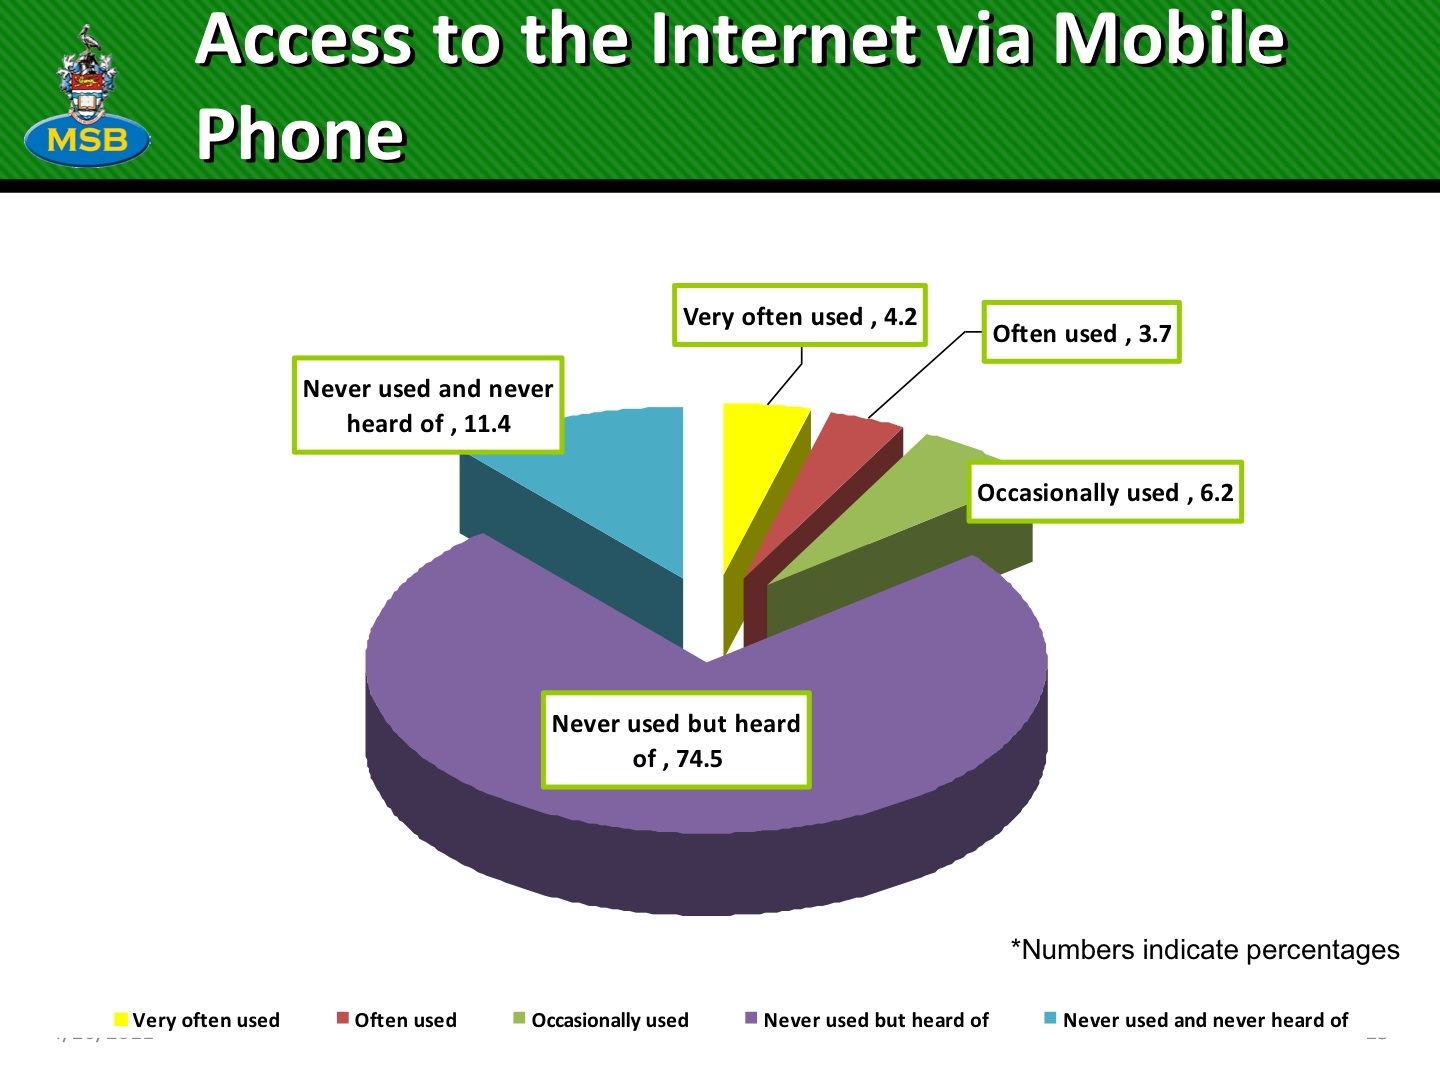 Access to the Internet via Mobile
Phone
MSB
Very often used , 4.2
Often used , 3.7
Never used and never
heard of , 11.4
Occasionally used , 6.2
Never used but heard
of , 74.5
*Numbers indicate percentages
Very often used
Often used
Occasionally used
Never used but heard of
Never used and never heard of